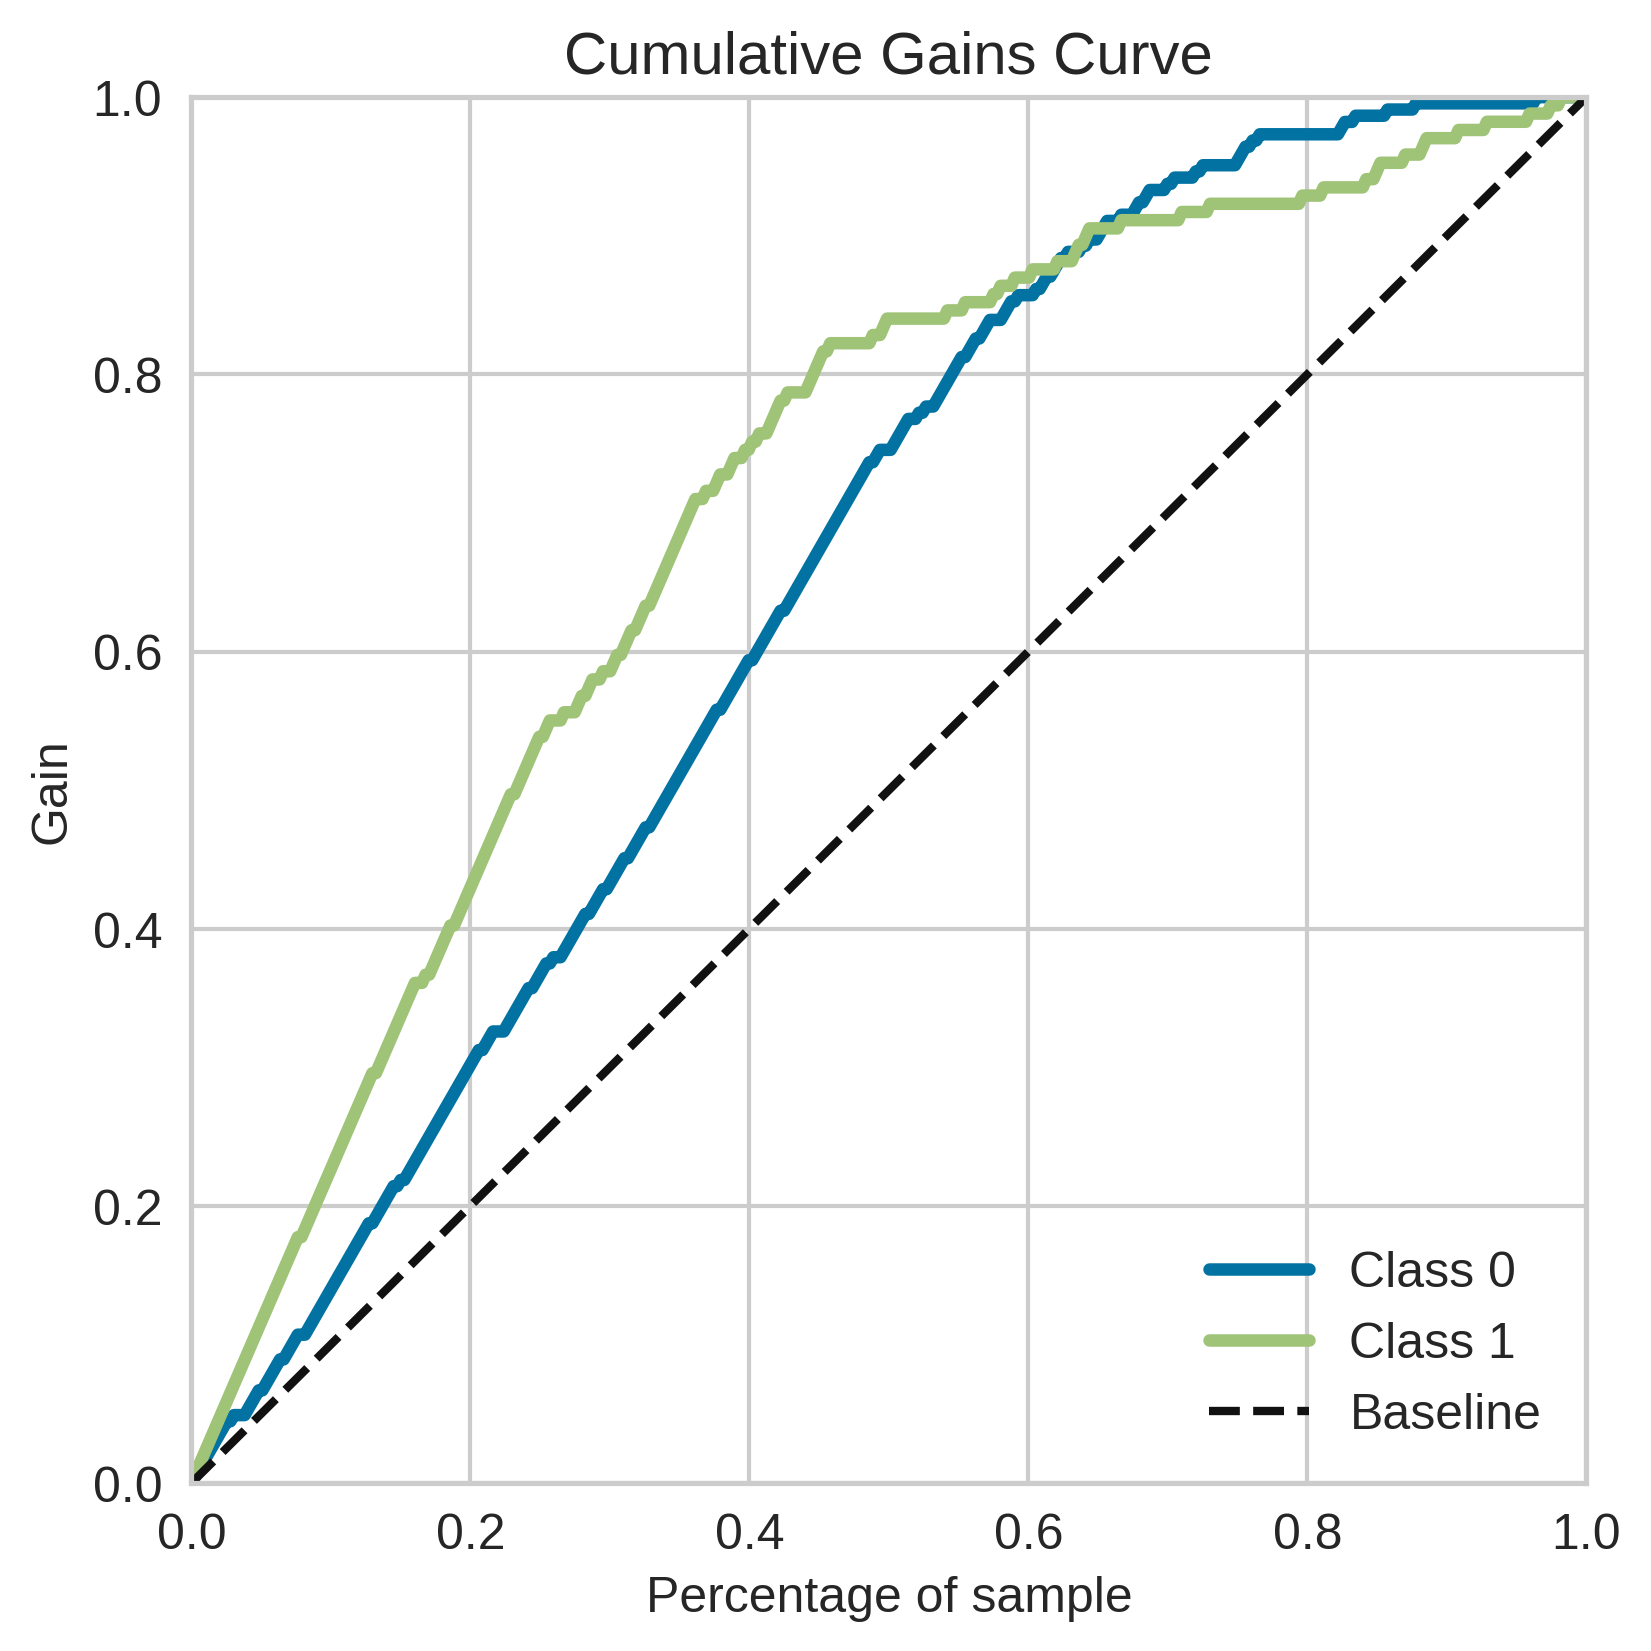 Cumulative Gains Curve
1.0
0.8
0.6
0.4
0.2
0.0
Gain
0.0 0.2 0.4 0.6 0.8 1.0
Percentage of sample
Class 0
Class 1
Baseline